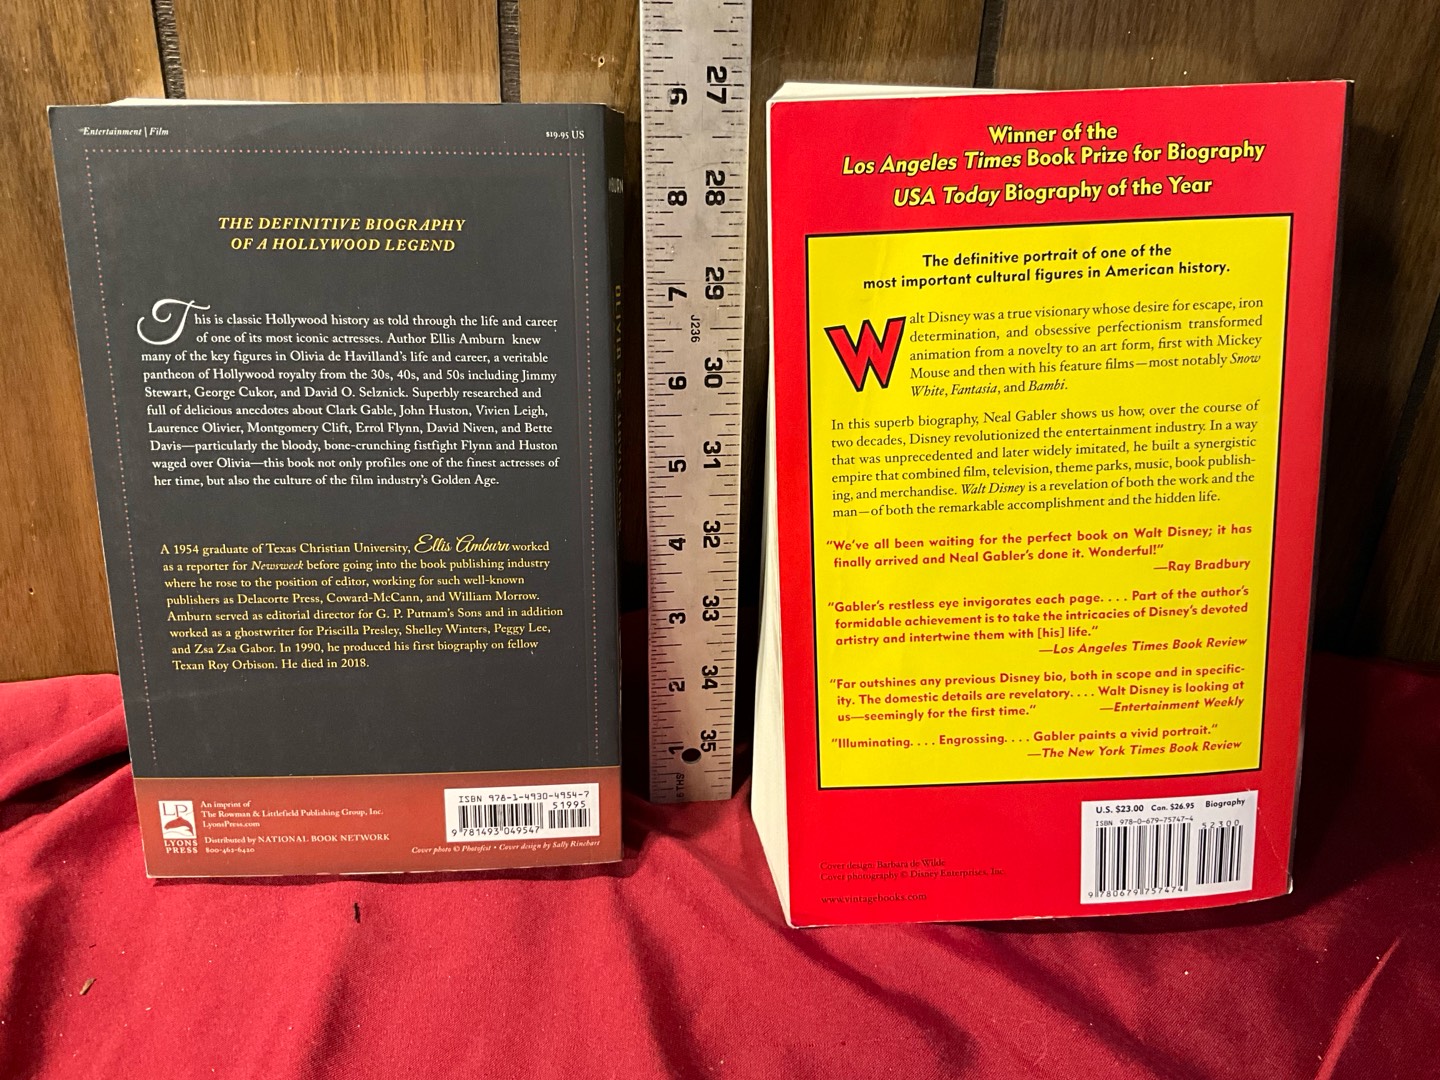 Entertainment | Film
$19.95 US
THE DEFINITIVE BIOGRAPHY
OF A HOLLYWOOD LEGEND
This is classic Hollywood history as told through the life and career
of one of its most iconic actresses. Author Ellis Amburn knew
many of the key figures in Olivia de Havilland's life and career, a veritable
pantheon of Hollywood royalty from the 30s, 40s, and 50s including Jimmy
Stewart, George Cukor, and David O. Selznick. Superbly researched and
full of delicious anecdotes about Clark Gable, John Huston, Vivien Leigh,
Laurence Olivier, Montgomery Clift, Errol Flynn, David Niven, and Bette
Davis—particularly the bloody, bone-crunching fistfight Flynn and Huston
waged over Olivia—this book not only profiles one of the finest actresses of
her time, but also the culture of the film industry's Golden Age.
A 1954 graduate of Texas Christian University, Ellis Amburn worked
as a reporter for Newsweek before going into the book publishing industry
where he rose to the position of editor, working for such well-known
publishers as Delacorte Press, Coward-McCann, and William Morrow.
Amburn served as editorial director for G. P. Putnam's Sons and in addition
worked as a ghostwriter for Priscilla Presley, Shelley Winters, Peggy Lee,
and Zsa Zsa Gabor. In 1990, he produced his first biography on fellow
Texan Roy Orbison. He died in 2018.
LP
LYONS
PRESS
An imprint of
The Rowman & Littlefield Publishing Group, Inc.
LyonsPress.com
Distributed by NATIONAL BOOK NETWORK
800-462-6420
ISBN 978-1-4930-4954-7
51995
9 781493 049547
Cover photo © Photofest • Cover design by Sally Rinehart
9 27
8 28
7 29
J236
6 30
5 31
4 32
3 33
2 34
1 35
Winner of the
Los Angeles Times Book Prize for Biography
USA Today Biography of the Year
The definitive portrait of one of the
most important cultural figures in American history.
Walt Disney was a true visionary whose desire for escape, iron
determination, and obsessive perfectionism transformed
animation from a novelty to an art form, first with Mickey
Mouse and then with his feature films—most notably Snow
White, Fantasia, and Bambi.
In this superb biography, Neal Gabler shows us how, over the course of
two decades, Disney revolutionized the entertainment industry. In a way
that was unprecedented and later widely imitated, he built a synergistic
empire that combined film, television, theme parks, music, book publish-
ing, and merchandise. Walt Disney is a revelation of both the work and the
man—of both the remarkable accomplishment and the hidden life.
"We've all been waiting for the perfect book on Walt Disney; it has
finally arrived and Neal Gabler's done it. Wonderful!"
—Ray Bradbury
"Gabler's restless eye invigorates each page. . . . Part of the author's
formidable achievement is to take the intricacies of Disney's devoted
artistry and intertwine them with [his] life."
—Los Angeles Times Book Review
"Far outshines any previous Disney bio, both in scope and in specific-
ity. The domestic details are revelatory. . . . Walt Disney is looking at
us—seemingly for the first time."
—Entertainment Weekly
"Illuminating. . . . Engrossing. . . . Gabler paints a vivid portrait."
—The New York Times Book Review
U.S. $23.00 Can. $26.95 Biography
ISBN 978-0-679-75747-4
52300
9 780679 757474
Cover design: Barbara de Wilde
Cover photography © Disney Enterprises, Inc.
www.vintagebooks.com